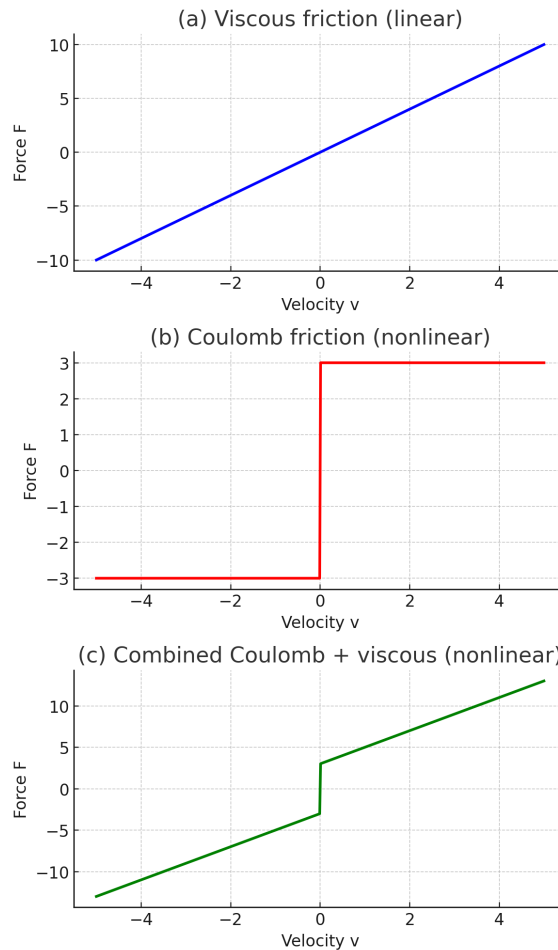 (a) Viscous friction (linear)
10
5
0
−5
−10
Force F
−4 −2 0 2 4
Velocity v
(b) Coulomb friction (nonlinear)
3
2
1
0
−1
−2
−3
Force F
−4 −2 0 2 4
Velocity v
(c) Combined Coulomb + viscous (nonlinear)
10
5
0
−5
−10
Force F
−4 −2 0 2 4
Velocity v